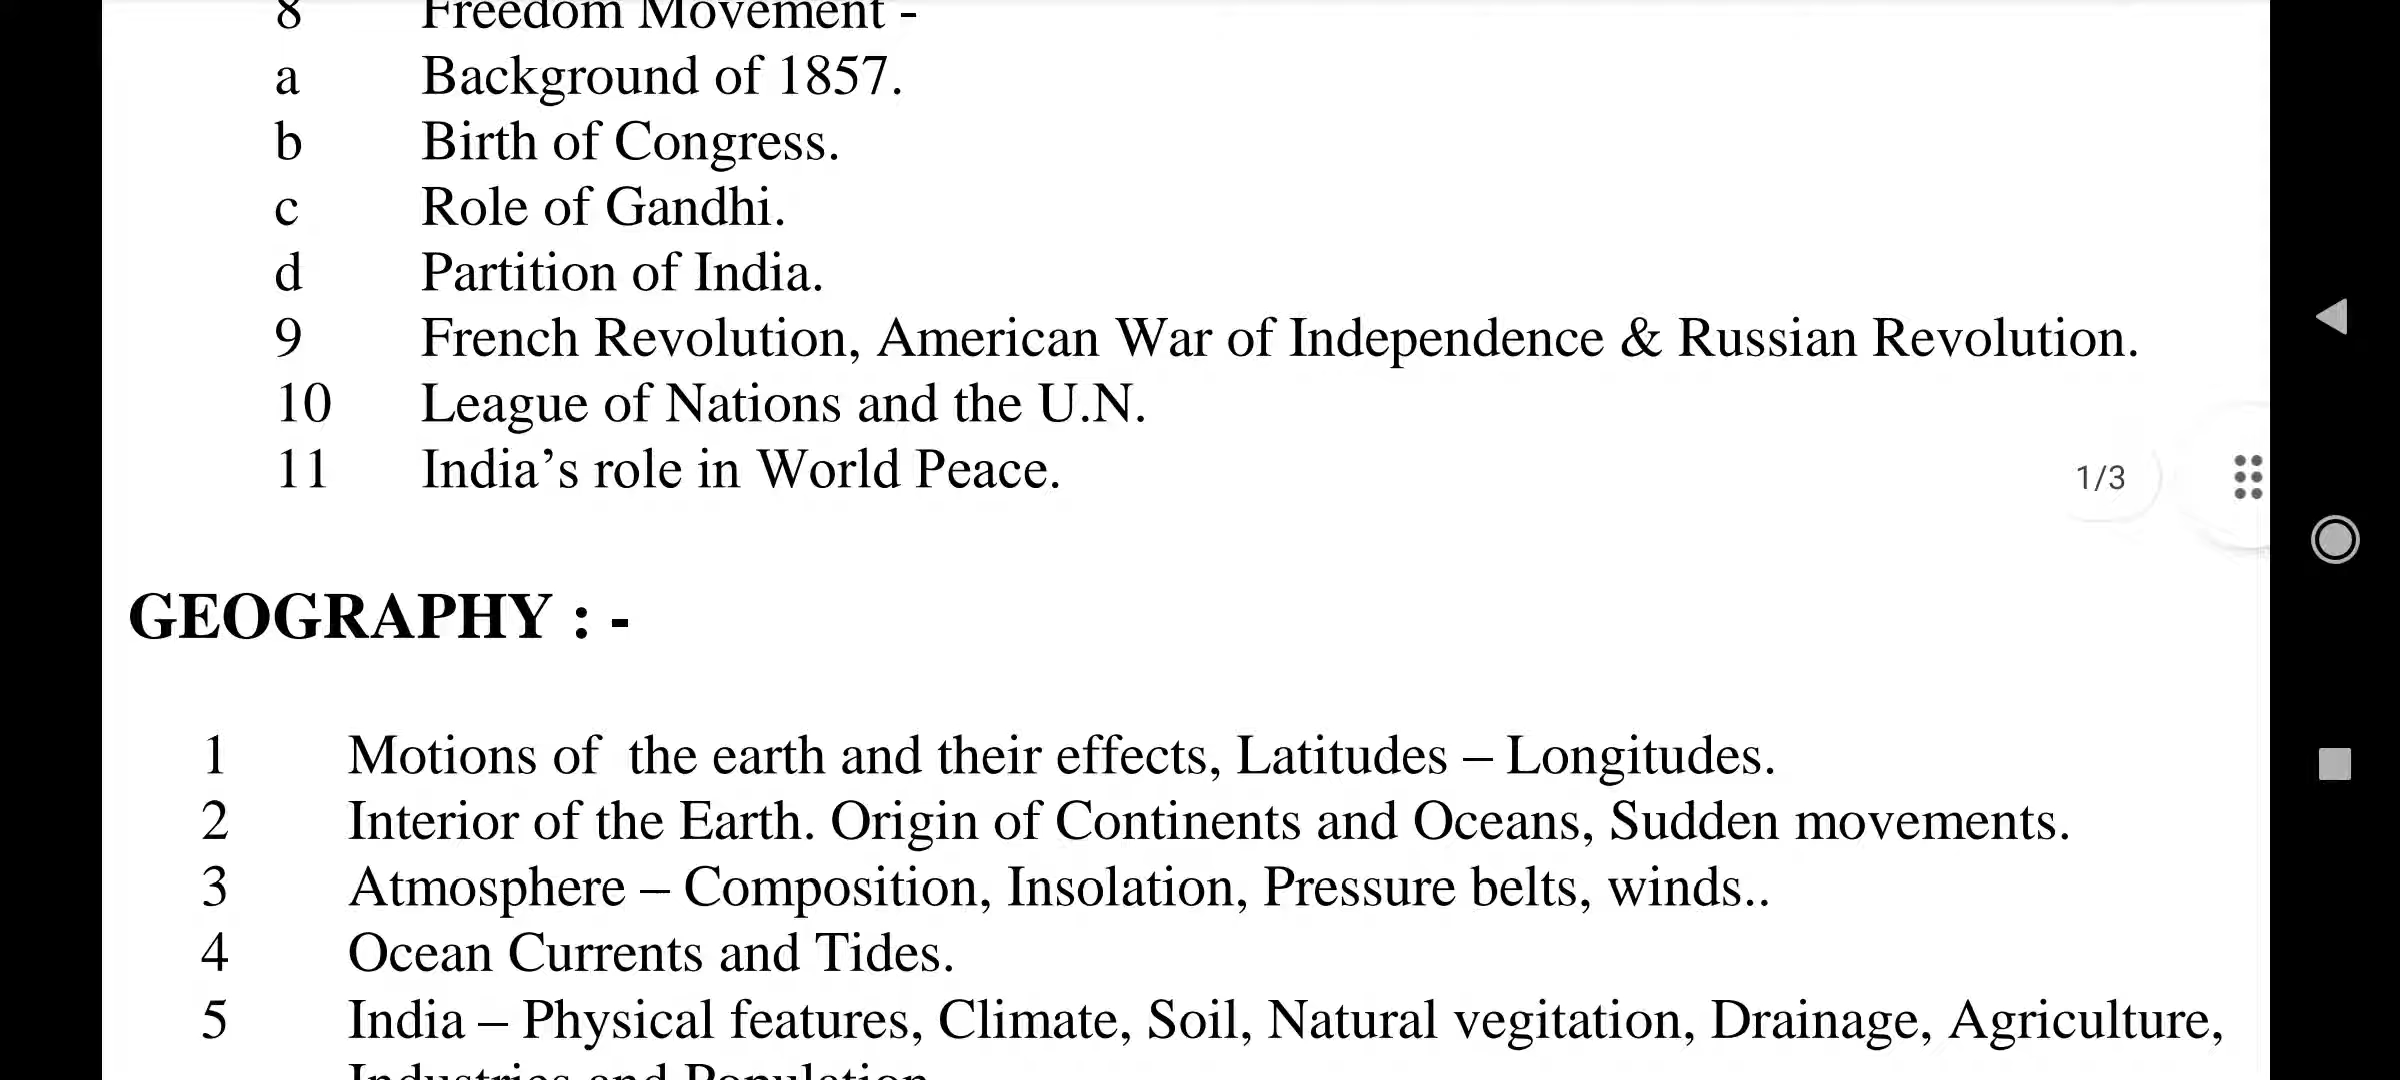 8 Freedom Movement -
a Background of 1857.
b Birth of Congress.
c Role of Gandhi.
d Partition of India.
9 French Revolution, American War of Independence & Russian Revolution.
10 League of Nations and the U.N.
11 India’s role in World Peace.
1/3
GEOGRAPHY : -
1 Motions of  the earth and their effects, Latitudes – Longitudes.
2 Interior of the Earth. Origin of Continents and Oceans, Sudden movements.
3 Atmosphere – Composition, Insolation, Pressure belts, winds..
4 Ocean Currents and Tides.
5 India – Physical features, Climate, Soil, Natural vegitation, Drainage, Agriculture,
Industries and Population